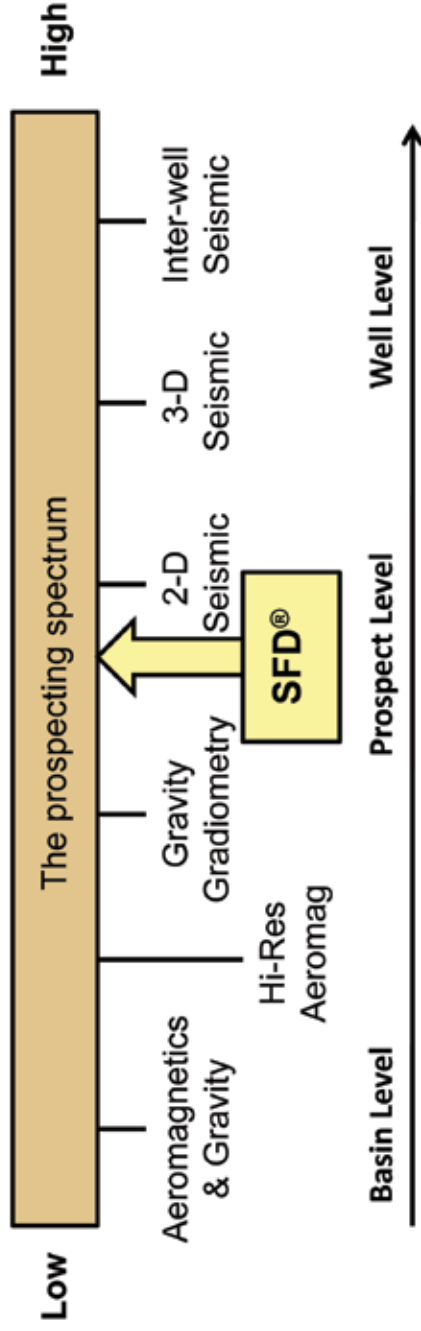 Low
High
The prospecting spectrum
Aeromagnetics
& Gravity
Hi-Res
Aeromag
Gravity
Gradiometry
2-D
Seismic
3-D
Seismic
Inter-well
Seismic
SFD®
Basin Level
Prospect Level
Well Level